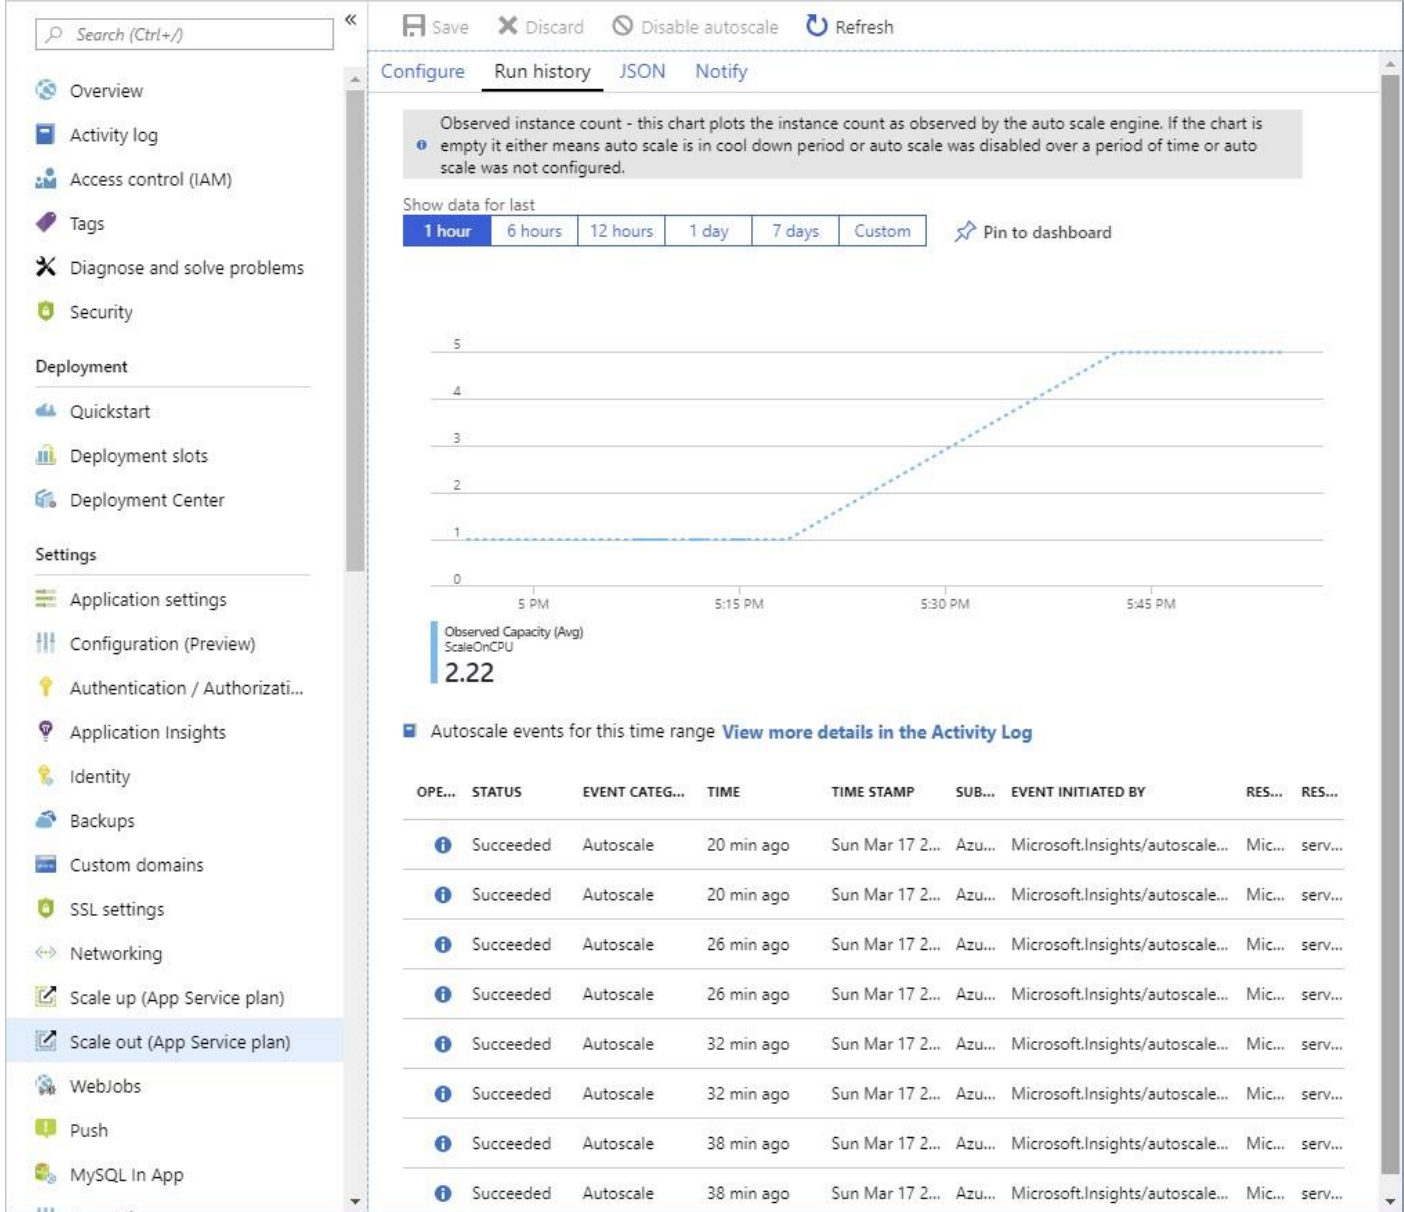 Search (Ctrl+/)
«
Overview
Activity log
Access control (IAM)
Tags
Diagnose and solve problems
Security
Deployment
Quickstart
Deployment slots
Deployment Center
Settings
Application settings
Configuration (Preview)
Authentication / Authorizati...
Application Insights
Identity
Backups
Custom domains
SSL settings
Networking
Scale up (App Service plan)
Scale out (App Service plan)
WebJobs
Push
MySQL In App
Save Discard Disable autoscale Refresh
Configure Run history JSON Notify
Observed instance count - this chart plots the instance count as observed by the auto scale engine. If the chart is
empty it either means auto scale is in cool down period or auto scale was disabled over a period of time or auto
scale was not configured.
Show data for last
1 hour 6 hours 12 hours 1 day 7 days Custom Pin to dashboard
5
4
3
2
1
0
5 PM 5:15 PM 5:30 PM 5:45 PM
Observed Capacity (Avg)
ScaleOnCPU
2.22
Autoscale events for this time range View more details in the Activity Log
OPE... STATUS EVENT CATEG... TIME TIME STAMP SUB... EVENT INITIATED BY RES... RES...
Succeeded Autoscale 20 min ago Sun Mar 17 2... Azu... Microsoft.Insights/autoscale... Mic... serv...
Succeeded Autoscale 20 min ago Sun Mar 17 2... Azu... Microsoft.Insights/autoscale... Mic... serv...
Succeeded Autoscale 26 min ago Sun Mar 17 2... Azu... Microsoft.Insights/autoscale... Mic... serv...
Succeeded Autoscale 26 min ago Sun Mar 17 2... Azu... Microsoft.Insights/autoscale... Mic... serv...
Succeeded Autoscale 32 min ago Sun Mar 17 2... Azu... Microsoft.Insights/autoscale... Mic... serv...
Succeeded Autoscale 32 min ago Sun Mar 17 2... Azu... Microsoft.Insights/autoscale... Mic... serv...
Succeeded Autoscale 38 min ago Sun Mar 17 2... Azu... Microsoft.Insights/autoscale... Mic... serv...
Succeeded Autoscale 38 min ago Sun Mar 17 2... Azu... Microsoft.Insights/autoscale... Mic... serv...